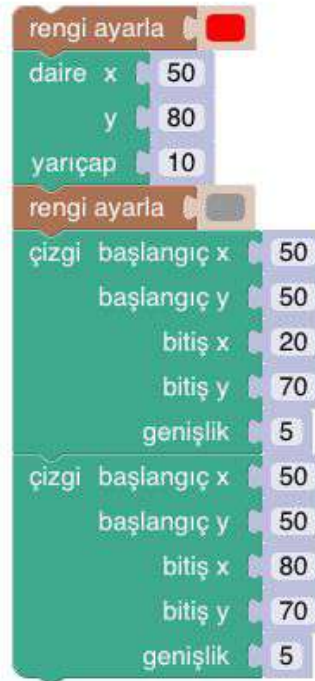 rengi ayarla
daire x 50
y 80
yarıçap 10
rengi ayarla
çizgi başlangıç x 50
başlangıç y 50
bitiş x 20
bitiş y 70
genişlik 5
çizgi başlangıç x 50
başlangıç y 50
bitiş x 80
bitiş y 70
genişlik 5